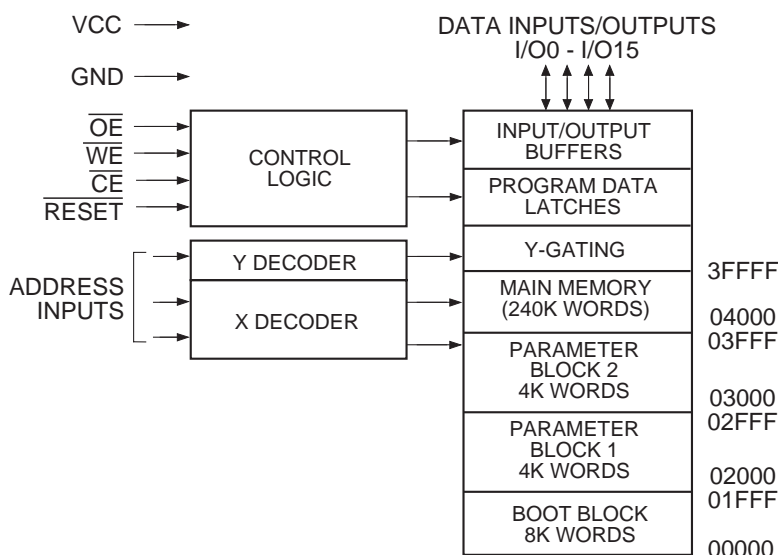 VCC
GND
OE
WE
CE
RESET
ADDRESS
INPUTS
CONTROL
LOGIC
Y DECODER
X DECODER
DATA INPUTS/OUTPUTS
I/O0 - I/O15
INPUT/OUTPUT
BUFFERS
PROGRAM DATA
LATCHES
Y-GATING
MAIN MEMORY
(240K WORDS)
PARAMETER
BLOCK 2
4K WORDS
PARAMETER
BLOCK 1
4K WORDS
BOOT BLOCK
8K WORDS
3FFFF
04000
03FFF
03000
02FFF
02000
01FFF
00000